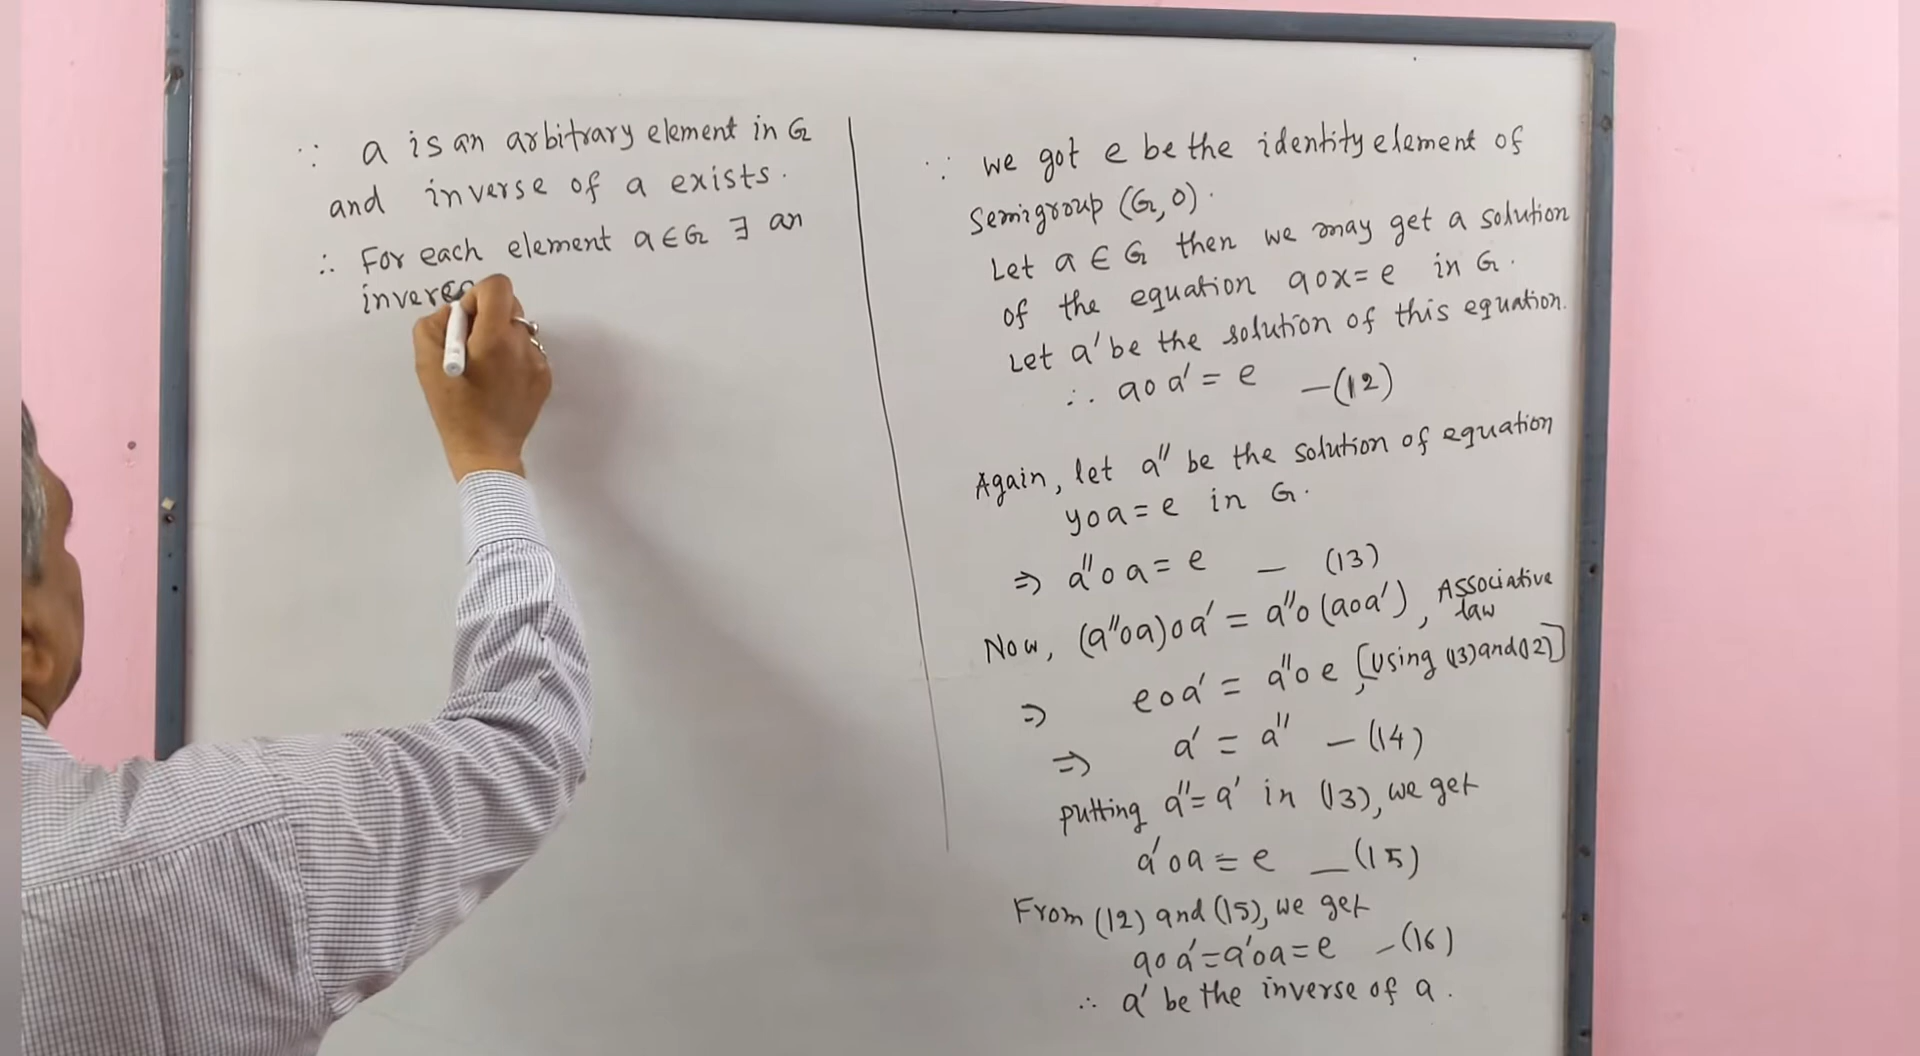 ∵ a is an arbitrary element in G
and inverse of a exists.
∴ For each element a ∈ G ∃ an
inverse
∵ we got e be the identity element of
Semigroup (G, o).
Let a ∈ G then we may get a solution
of the equation aox = e in G.
Let a' be the solution of this equation.
∴ aoa' = e —(12)
Again, let a'' be the solution of equation
yoa = e in G.
⇒ a''oa = e — (13)
Now, (a''oa)oa' = a''o(aoa'), Associative
law
⇒ eoa' = a''oe, [Using (13) and (12)]
⇒ a' = a'' — (14)
putting a'' = a' in (13), we get
a'oa = e —(15)
From (12) and (15), we get
aoa' = a'oa = e —(16)
∴ a' be the inverse of a.